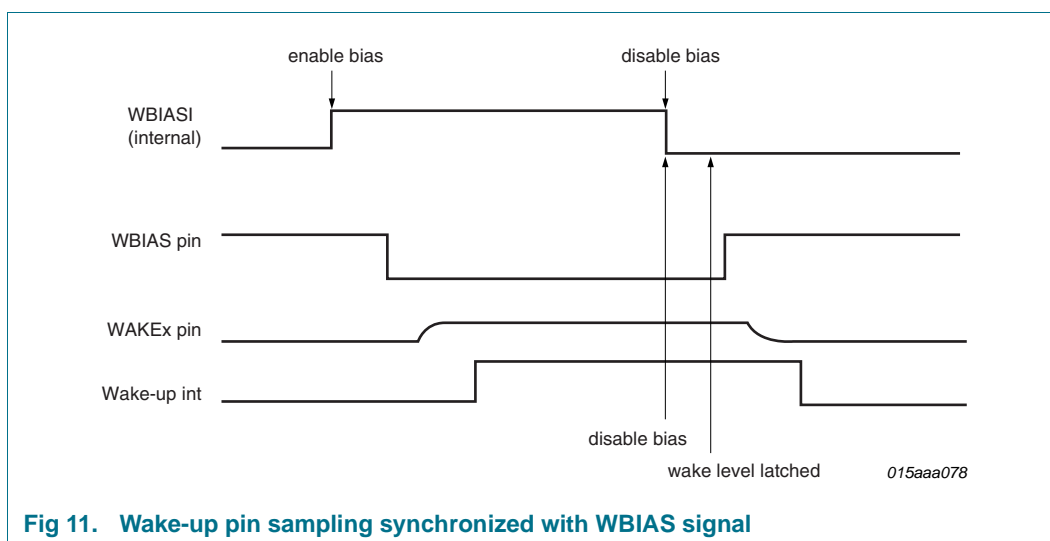 enable bias
disable bias
WBIASI
(internal)
WBIAS pin
WAKEx pin
Wake-up int
disable bias
wake level latched
015aaa078
Fig 11. Wake-up pin sampling synchronized with WBIAS signal